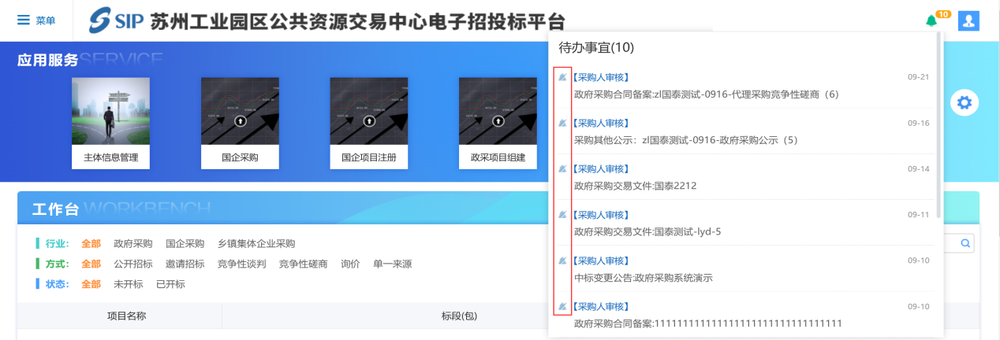 菜单
SIP 苏州工业园区公共资源交易中心电子招投标平台
10
应用服务SERVICE
主体信息管理
国企采购
国企项目注册
政采项目组建
待办事宜(10)
【采购人审核】 09-21
政府采购合同备案:zl国泰测试-0916-代理采购竞争性磋商（6）
【采购人审核】 09-16
采购其他公示：zl国泰测试-0916-政府采购公示（5）
【采购人审核】 09-14
政府采购交易文件:国泰2212
【采购人审核】 09-11
政府采购交易文件:国泰测试-lyd-5
【采购人审核】 09-10
中标变更公告:政府采购系统演示
【采购人审核】 09-10
政府采购合同备案:1111111111111111111111111111111111
工作台WORKBENCH
行业： 全部 政府采购 国企采购 乡镇集体企业采购
方式： 全部 公开招标 邀请招标 竞争性谈判 竞争性磋商 询价 单一来源
状态： 全部 未开标 已开标
项目名称 标段(包)